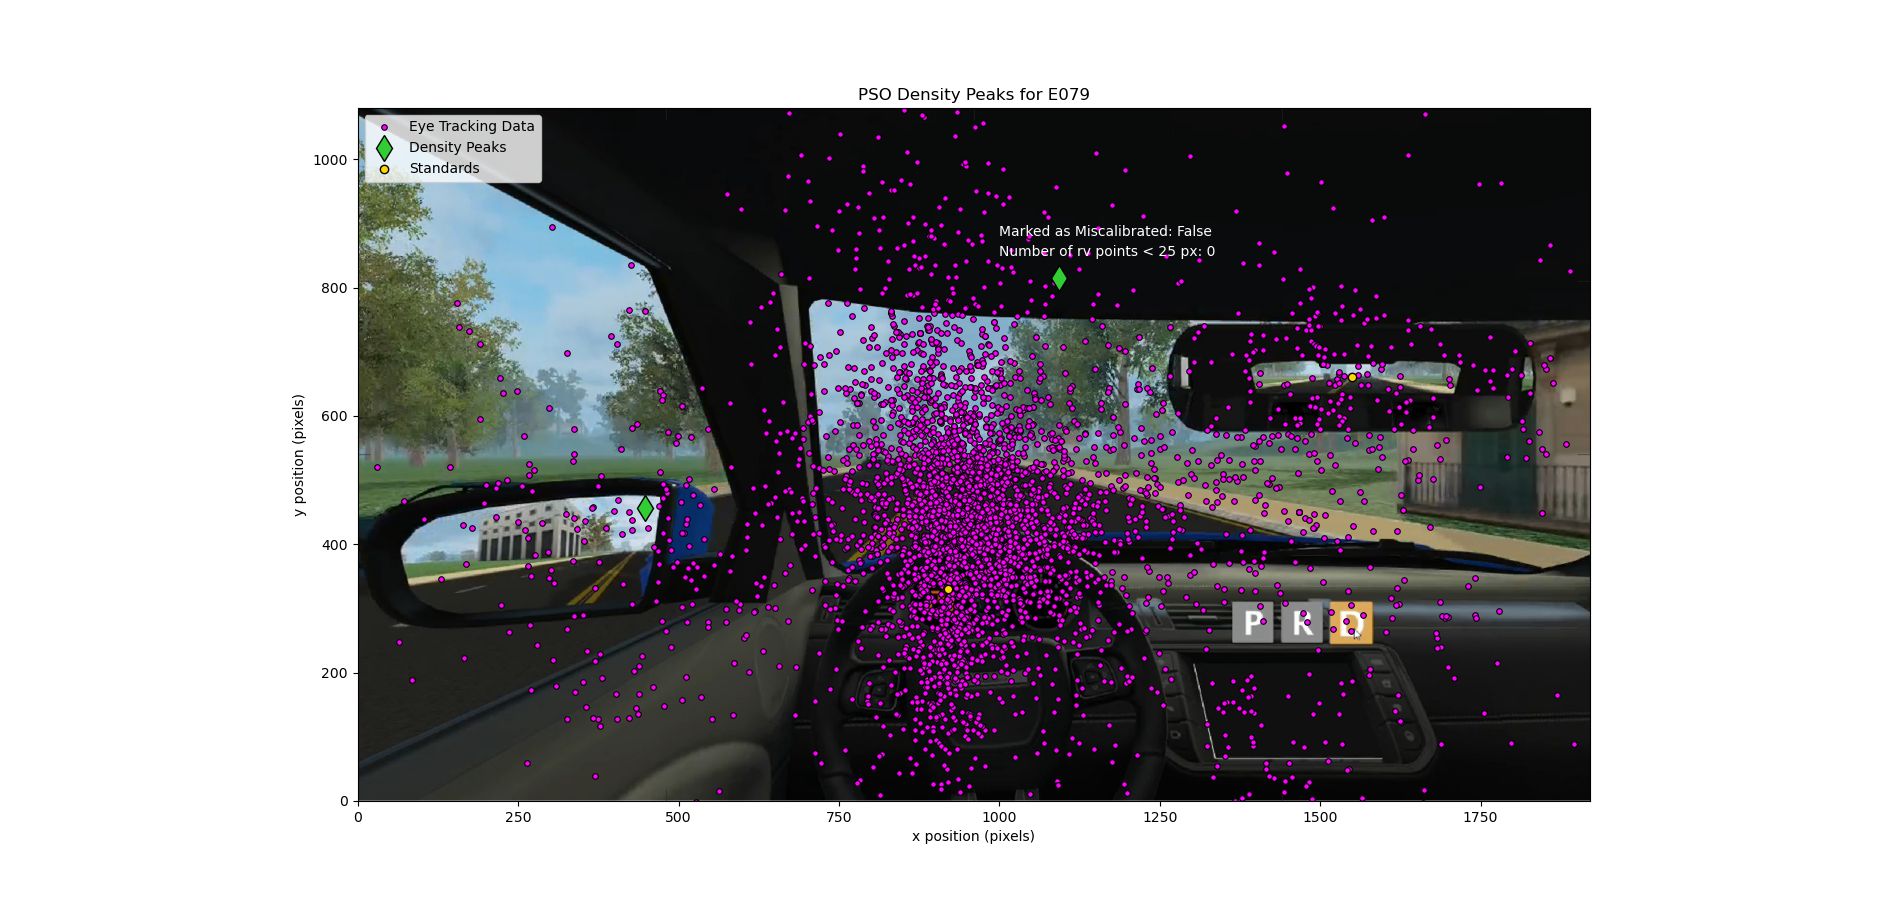 PSO Density Peaks for E079
Eye Tracking Data
Density Peaks
Standards
Marked as Miscalibrated: False
Number of rv points < 25 px: 0
1000
800
600
400
200
0
y position (pixels)
P R D
0 250 500 750 1000 1250 1500 1750
x position (pixels)